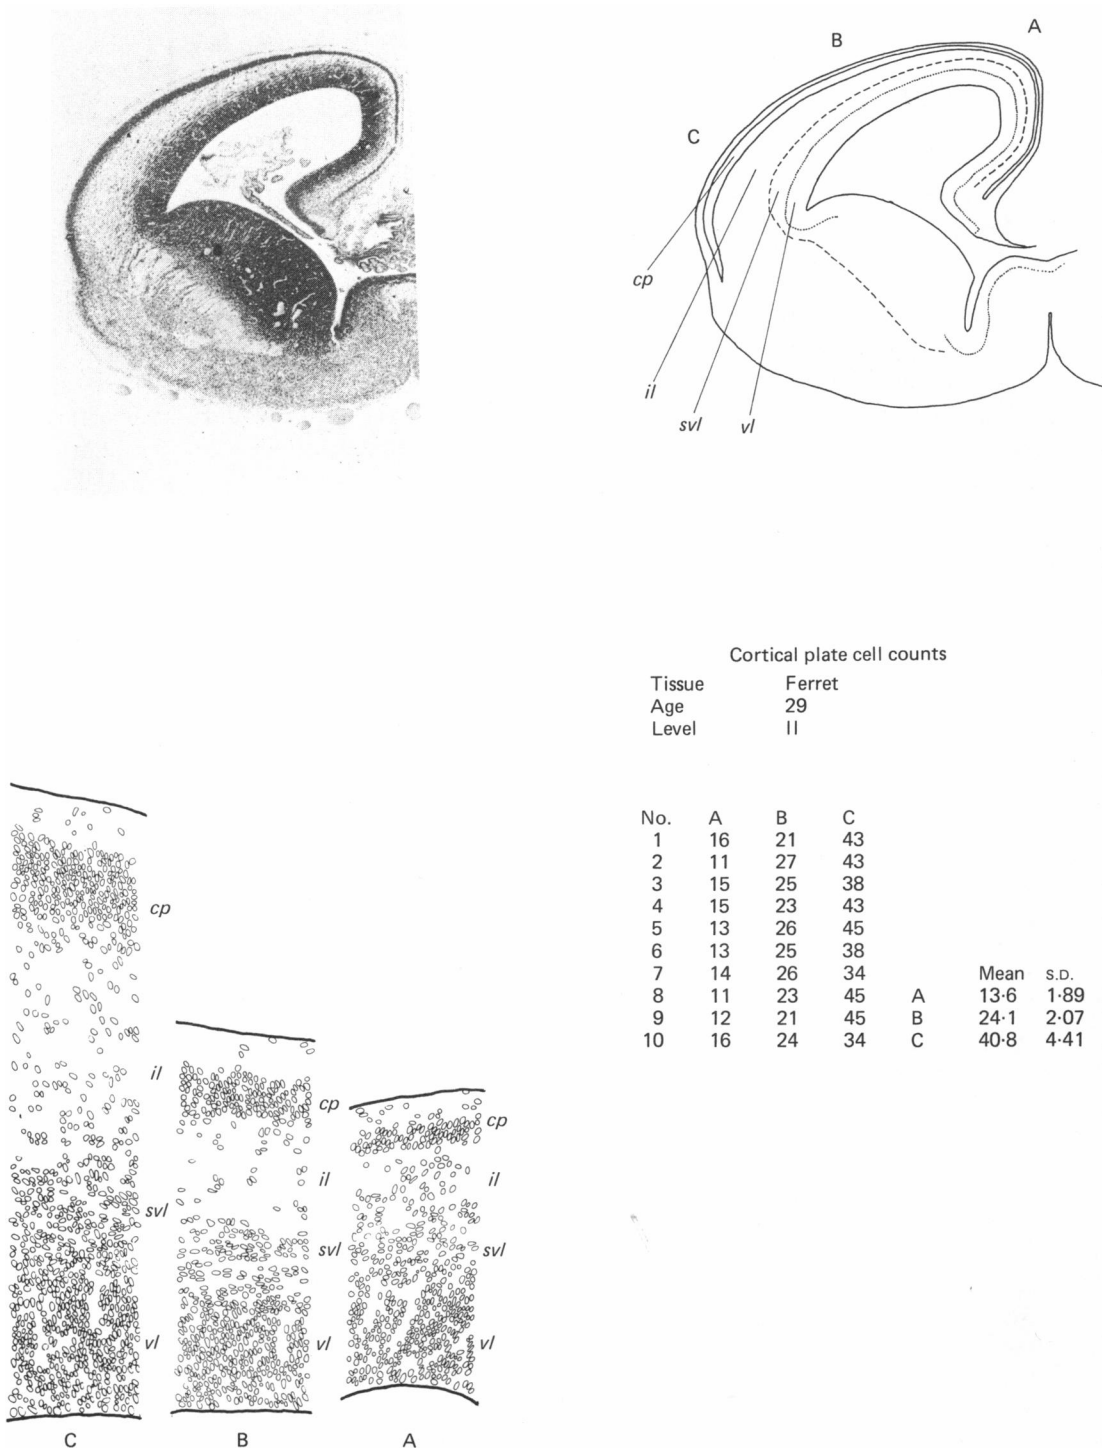 A
B
C
cp
il
svl
vl
Cortical plate cell counts
Tissue Ferret
Age 29
Level II
No. A B C
1 16 21 43
2 11 27 43
3 15 25 38
4 15 23 43
5 13 26 45
6 13 25 38
7 14 26 34 Mean S.D.
8 11 23 45 A 13·6 1·89
9 12 21 45 B 24·1 2·07
10 16 24 34 C 40·8 4·41
cp
il
svl
vl
C
cp
il
svl
vl
B
cp
il
svl
vl
A